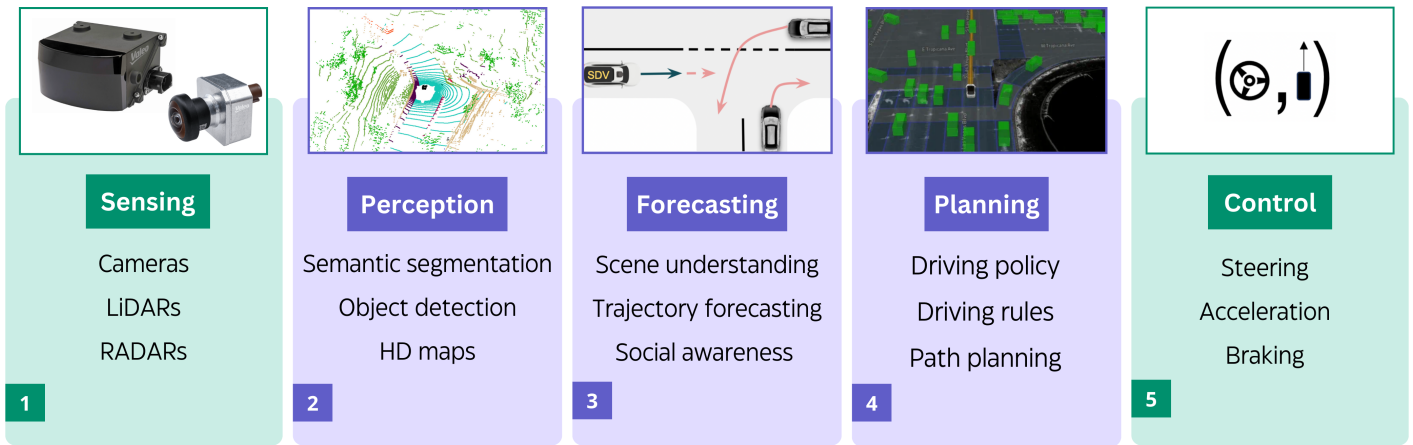 Valeo
SDV
Sensing
Cameras
LiDARs
RADARs
1
Perception
Semantic segmentation
Object detection
HD maps
2
Forecasting
Scene understanding
Trajectory forecasting
Social awareness
3
Planning
Driving policy
Driving rules
Path planning
4
Control
Steering
Acceleration
Braking
5